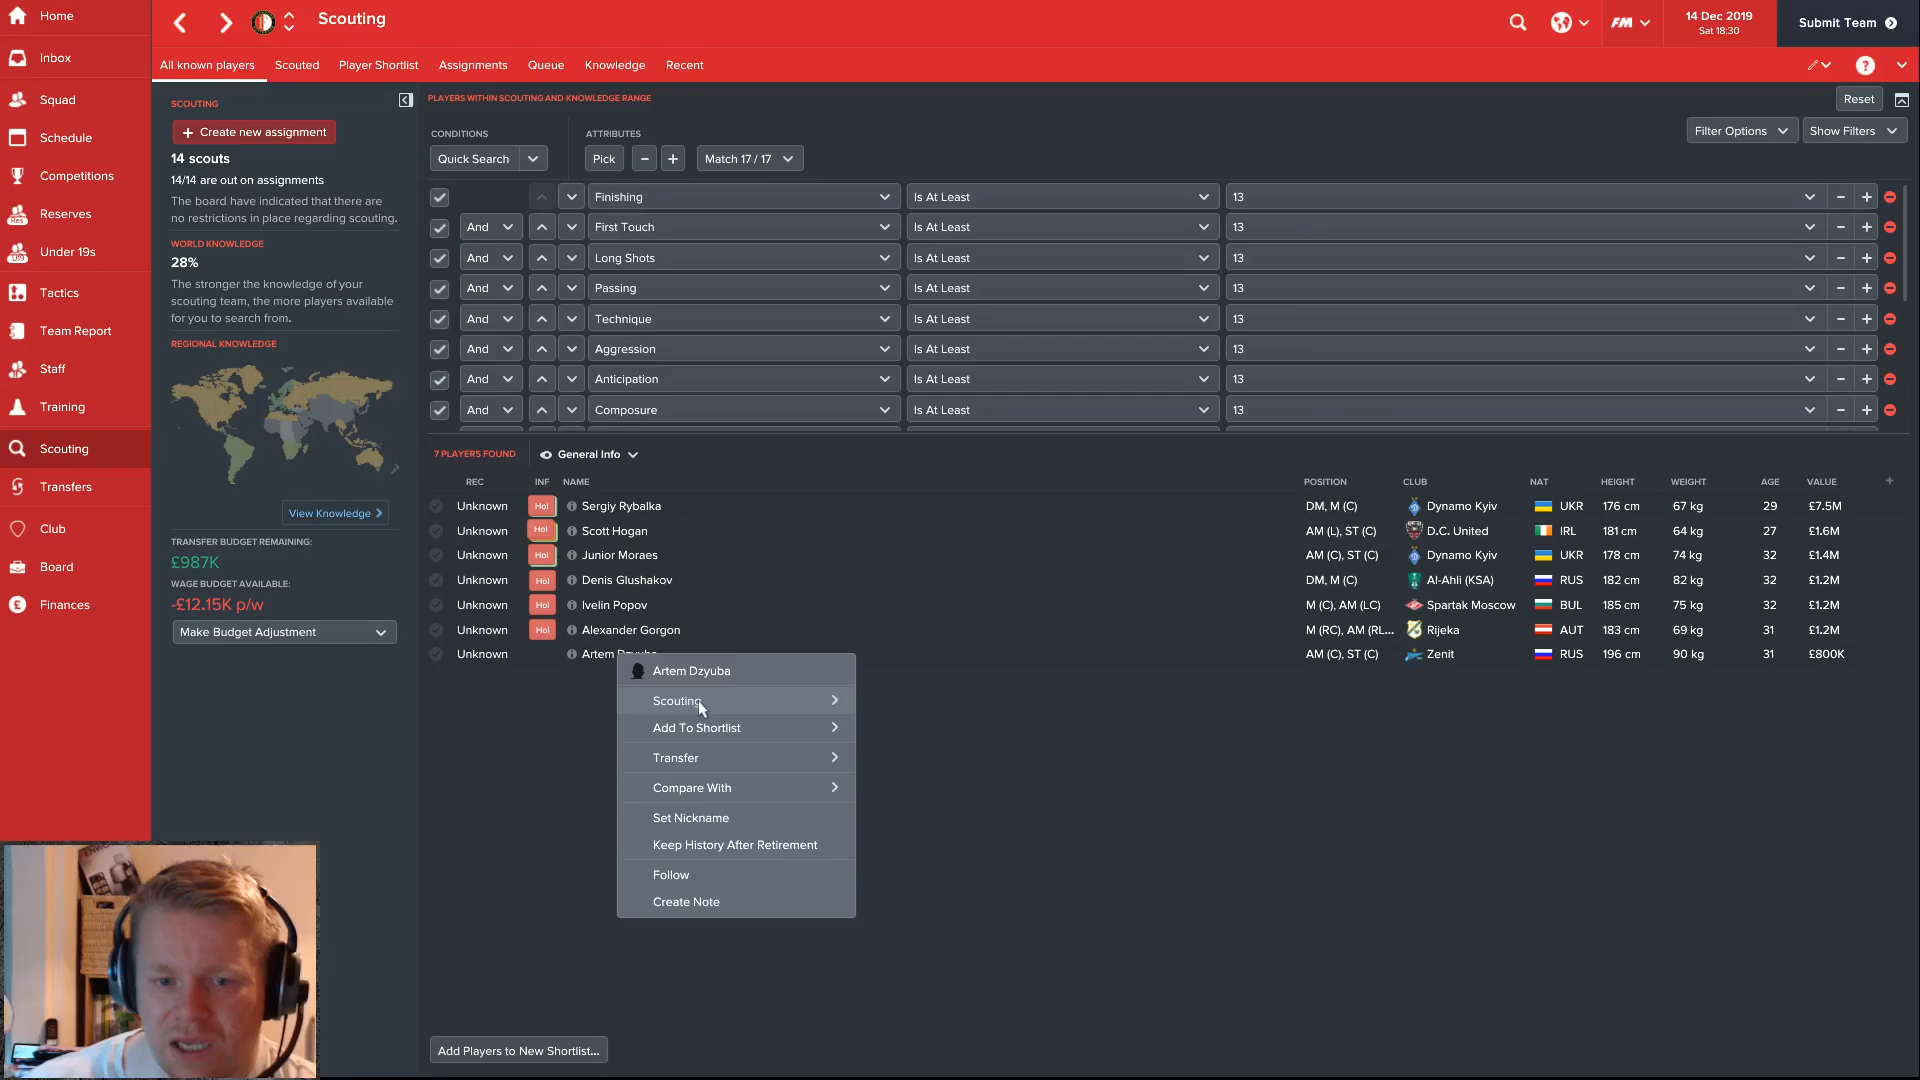 Home
Inbox
Squad
Schedule
Competitions
Reserves
Under 19s
Tactics
Team Report
Staff
Training
Scouting
Transfers
Club
Board
Finances
Scouting
FM
14 Dec 2019
Sat 18:30
Submit Team
All known players Scouted Player Shortlist Assignments Queue Knowledge Recent
SCOUTING
Create new assignment
14 scouts
14/14 are out on assignments
The board have indicated that there are
no restrictions in place regarding scouting.
WORLD KNOWLEDGE
28%
The stronger the knowledge of your
scouting team, the more players available
for you to search from.
REGIONAL KNOWLEDGE
View Knowledge
TRANSFER BUDGET REMAINING:
£987K
WAGE BUDGET AVAILABLE:
-£12.15K p/w
Make Budget Adjustment
PLAYERS WITHIN SCOUTING AND KNOWLEDGE RANGE
Reset
CONDITIONS ATTRIBUTES
Filter Options Show Filters
Quick Search Pick - + Match 17 / 17
Finishing Is At Least 13 - +
And First Touch Is At Least 13 - +
And Long Shots Is At Least 13 - +
And Passing Is At Least 13 - +
And Technique Is At Least 13 - +
And Aggression Is At Least 13 - +
And Anticipation Is At Least 13 - +
And Composure Is At Least 13 - +
7 PLAYERS FOUND General Info
REC INF NAME POSITION CLUB NAT HEIGHT WEIGHT AGE VALUE +
Unknown Hol Sergiy Rybalka DM, M (C) Dynamo Kyiv UKR 176 cm 67 kg 29 £7.5M
Unknown Hol Scott Hogan AM (L), ST (C) D.C. United IRL 181 cm 64 kg 27 £1.6M
Unknown Hol Junior Moraes AM (C), ST (C) Dynamo Kyiv UKR 178 cm 74 kg 32 £1.4M
Unknown Hol Denis Glushakov DM, M (C) Al-Ahli (KSA) RUS 182 cm 82 kg 32 £1.2M
Unknown Hol Ivelin Popov M (C), AM (LC) Spartak Moscow BUL 185 cm 75 kg 32 £1.2M
Unknown Hol Alexander Gorgon M (RC), AM (RL... Rijeka AUT 183 cm 69 kg 31 £1.2M
Unknown Artem Dzyuba AM (C), ST (C) Zenit RUS 196 cm 90 kg 31 £800K
Artem Dzyuba
Scouting
Add To Shortlist
Transfer
Compare With
Set Nickname
Keep History After Retirement
Follow
Create Note
Add Players to New Shortlist...